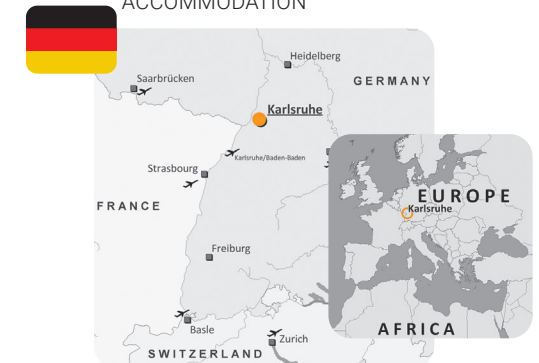 ACCOMMODATION
Heidelberg
Saarbrücken
GERMANY
Karlsruhe
Karlsruhe/Baden-Baden
Strasbourg
EUROPE
Karlsruhe
FRANCE
Freiburg
Basle
Zurich
AFRICA
SWITZERLAND